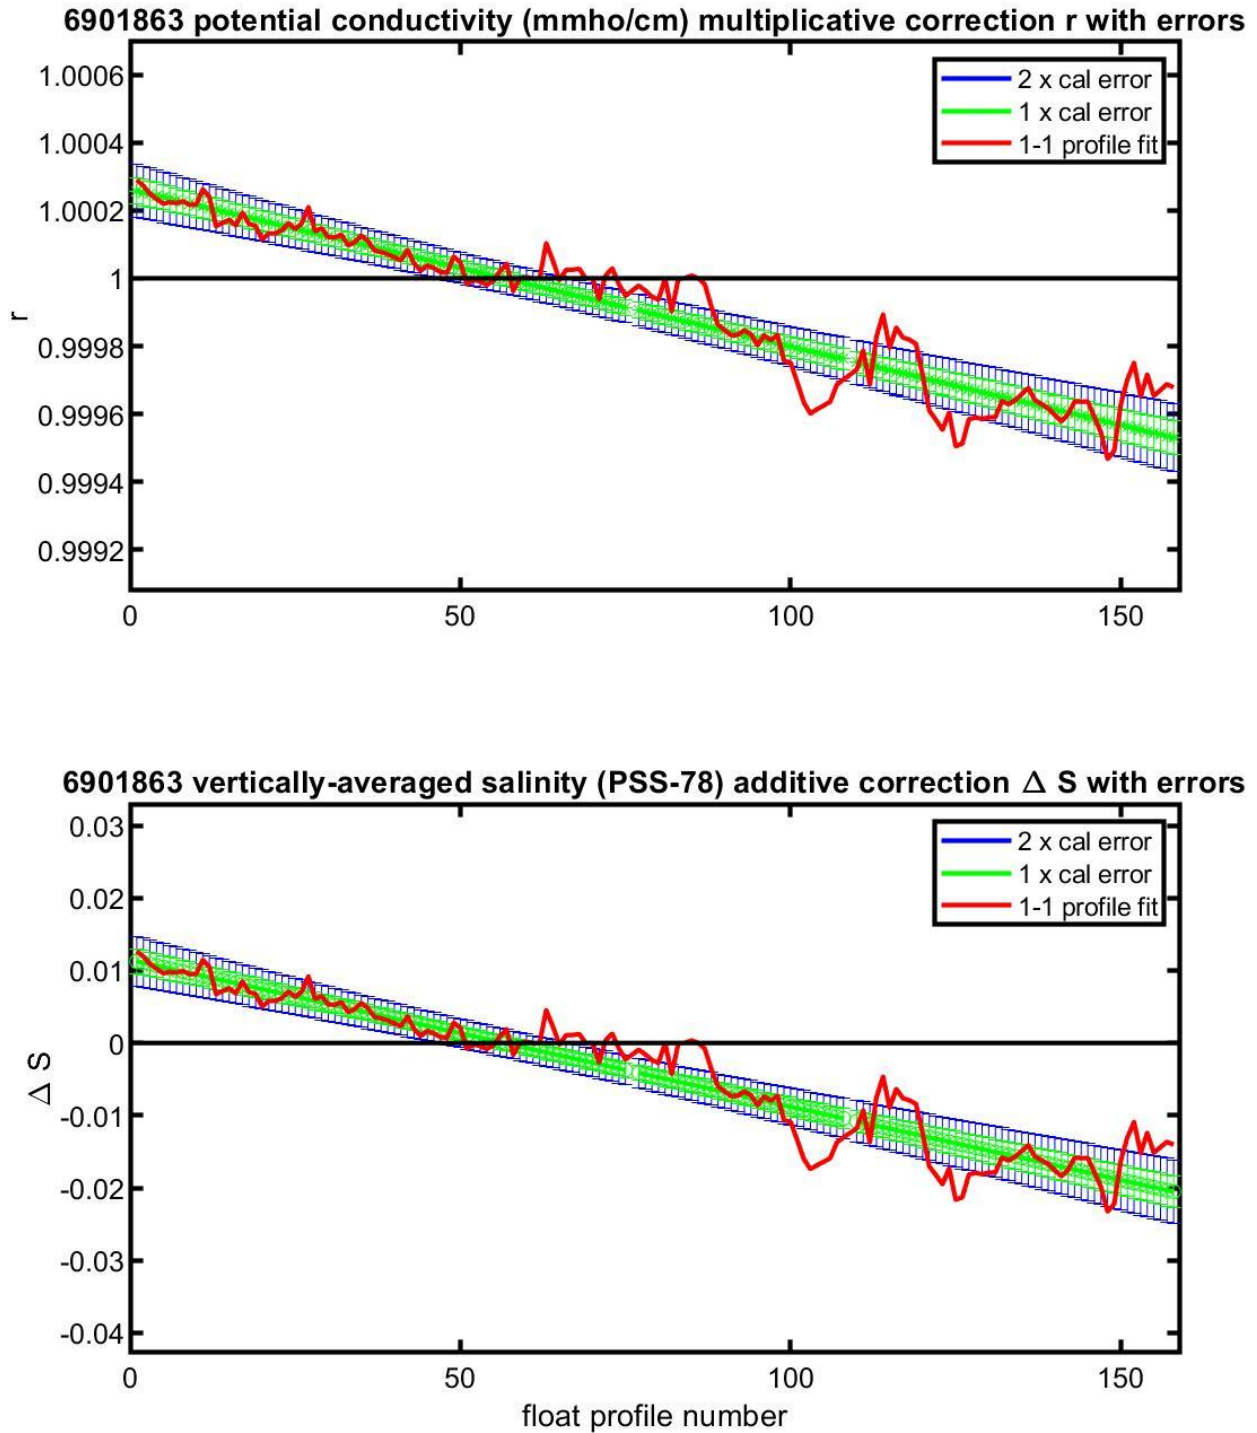 6901863 potential conductivity (mmho/cm) multiplicative correction r with errors
2 x cal error
1 x cal error
1-1 profile fit
1.0006
1.0004
1.0002
1
0.9998
0.9996
0.9994
0.9992
r
0
50
100
150
6901863 vertically-averaged salinity (PSS-78) additive correction Δ S with errors
2 x cal error
1 x cal error
1-1 profile fit
0.03
0.02
0.01
0
-0.01
-0.02
-0.03
-0.04
Δ S
0
50
100
150
float profile number